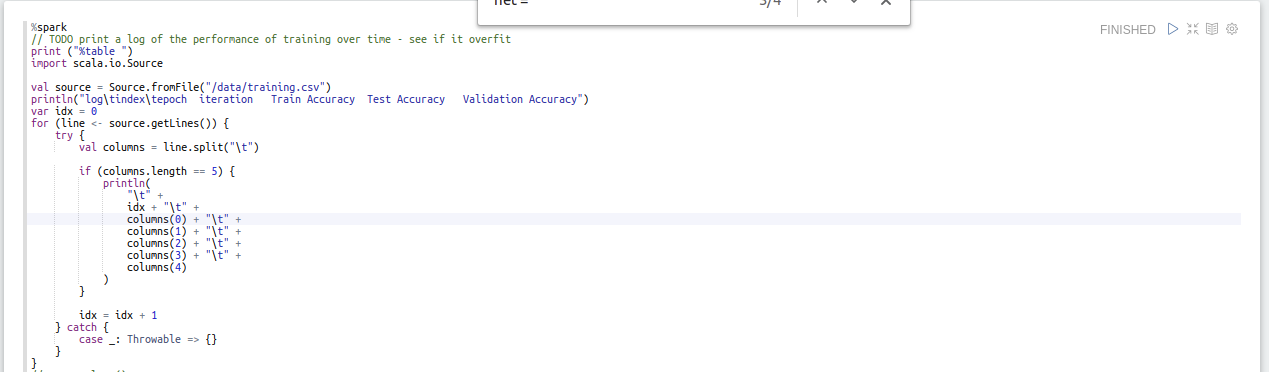 net =
3/4
FINISHED
%spark
// TODO print a log of the performance of training over time - see if it overfit
print ("%table ")
import scala.io.Source
val source = Source.fromFile("/data/training.csv")
println("log\tindex\tepoch  iteration   Train Accuracy  Test Accuracy   Validation Accuracy")
var idx = 0
for (line <- source.getLines()) {
    try {
        val columns = line.split("\t")
        if (columns.length == 5) {
            println(
                "\t" +
                idx + "\t" +
                columns(0) + "\t" +
                columns(1) + "\t" +
                columns(2) + "\t" +
                columns(3) + "\t" +
                columns(4)
            )
        }
        idx = idx + 1
    } catch {
        case _: Throwable => {}
    }
}